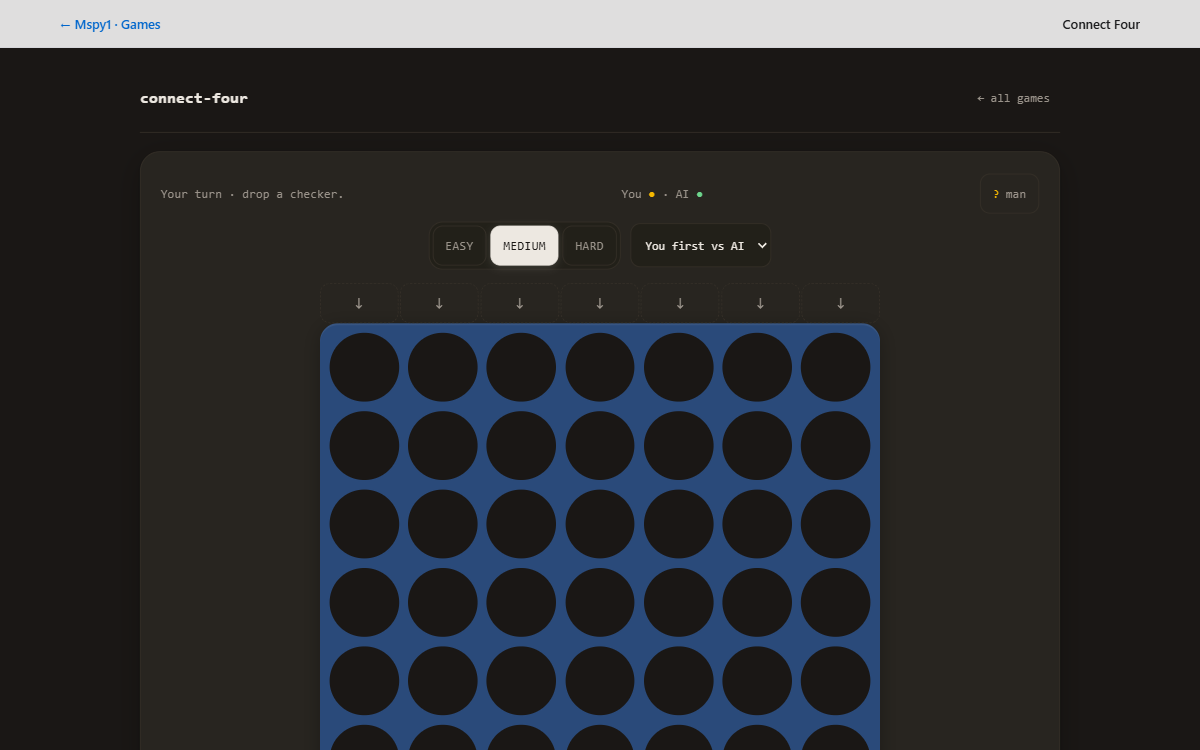 ← Mspy1 · Games
Connect Four
connect-four
← all games
Your turn · drop a checker.
You ● · AI ●
? man
EASY
MEDIUM
HARD
You first vs AI
↓ ↓ ↓ ↓ ↓ ↓ ↓